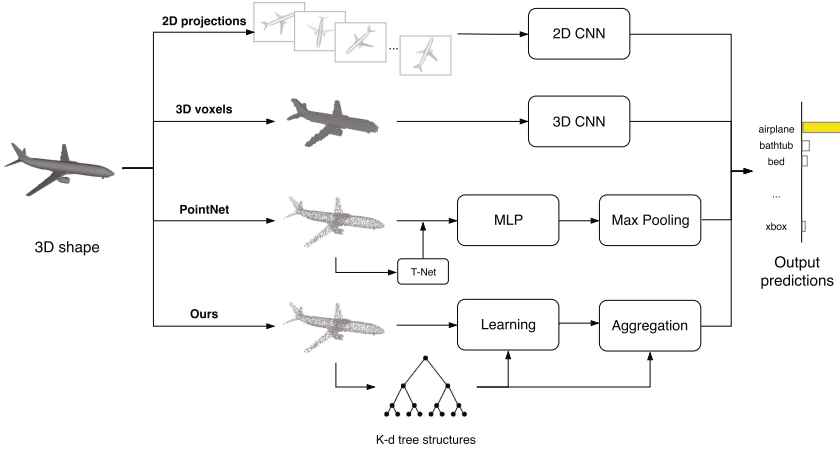 2D projections
...
2D CNN
3D voxels
3D CNN
airplane
bathtub
bed
...
xbox
Output
predictions
3D shape
PointNet
MLP
Max Pooling
T-Net
Ours
Learning
Aggregation
K-d tree structures